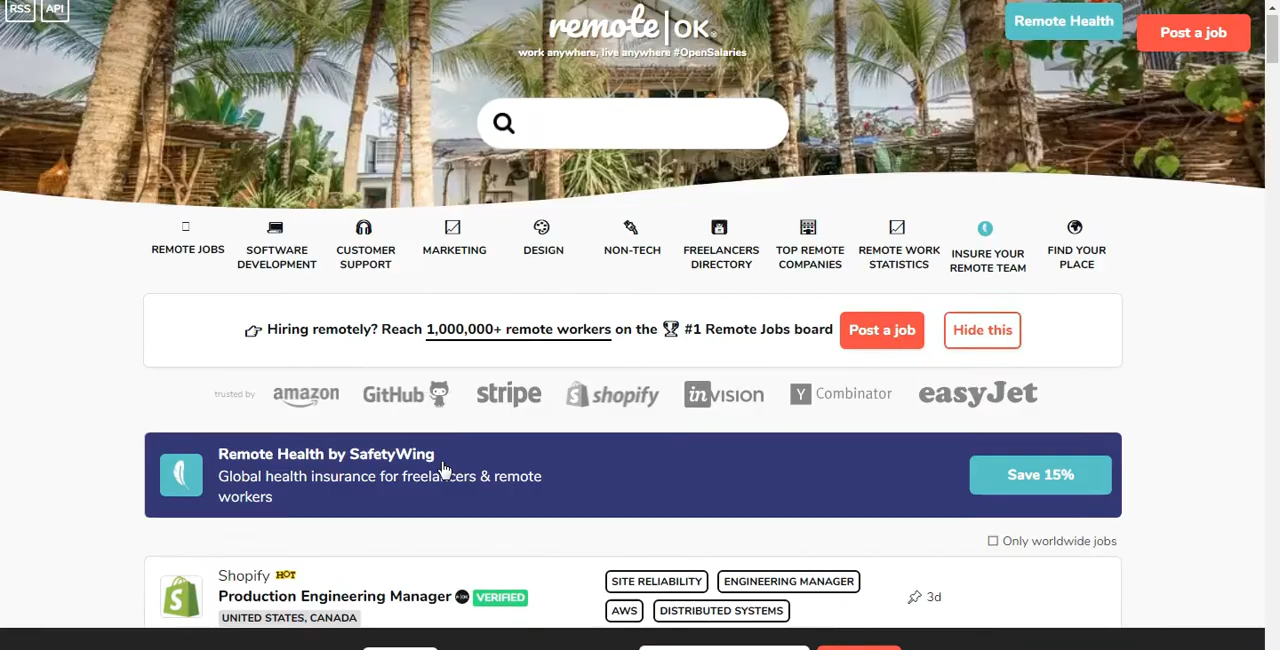 RSS API
remote|OK®
work anywhere, live anywhere #OpenSalaries
Remote Health
Post a job
REMOTE JOBS
SOFTWARE
DEVELOPMENT
CUSTOMER
SUPPORT
MARKETING
DESIGN
NON-TECH
FREELANCERS
DIRECTORY
TOP REMOTE
COMPANIES
REMOTE WORK
STATISTICS
INSURE YOUR
REMOTE TEAM
FIND YOUR
PLACE
Hiring remotely? Reach 1,000,000+ remote workers on the #1 Remote Jobs board
Post a job
Hide this
trusted by amazon GitHub stripe shopify inVISION Y Combinator easyJet
Remote Health by SafetyWing
Global health insurance for freelancers & remote
workers
Save 15%
Only worldwide jobs
Shopify HOT
Production Engineering Manager VERIFIED
UNITED STATES, CANADA
SITE RELIABILITY ENGINEERING MANAGER
AWS DISTRIBUTED SYSTEMS
3d